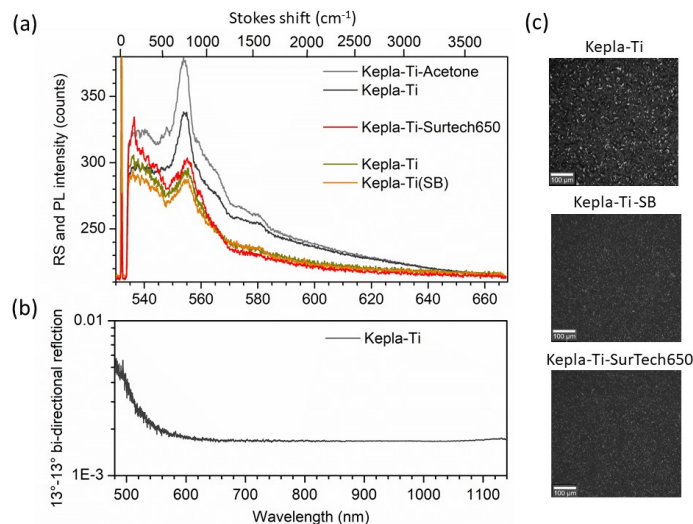 Stokes shift (cm⁻¹)
(a)
0 500 1000 1500 2000 2500 3000 3500
RS and PL intensity (counts)
350
300
250
Kepla-Ti-Acetone
Kepla-Ti
Kepla-Ti-Surtech650
Kepla-Ti
Kepla-Ti(SB)
540 560 580 600 620 640 660
(b)
13°-13° bi-directional reflction
0.01
1E-3
Kepla-Ti
500 600 700 800 900 1000 1100
Wavelength (nm)
(c)
Kepla-Ti
100 µm
Kepla-Ti-SB
100 µm
Kepla-Ti-SurTech650
100 µm